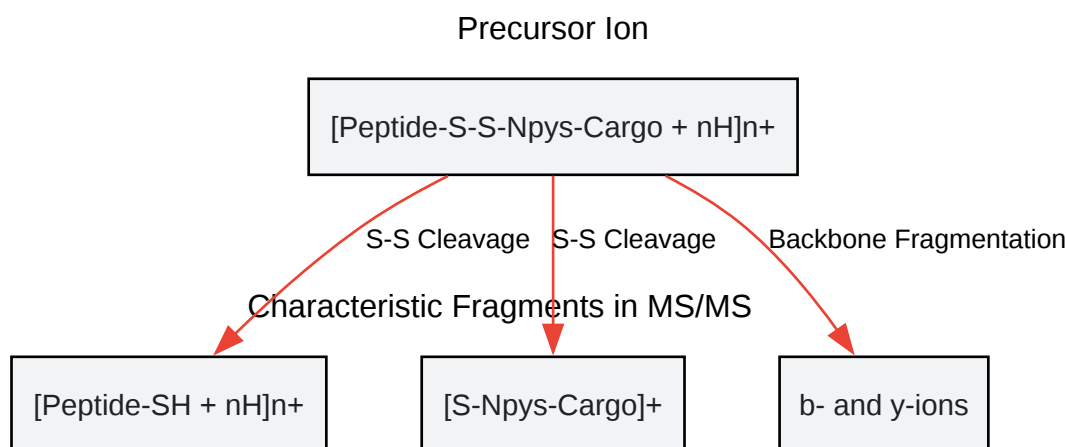 Precursor Ion
[Peptide-S-S-Npys-Cargo + nH]n+
S-S Cleavage
S-S Cleavage
Backbone Fragmentation
Characteristic Fragments in MS/MS
[Peptide-SH + nH]n+
[S-Npys-Cargo]+
b- and y-ions